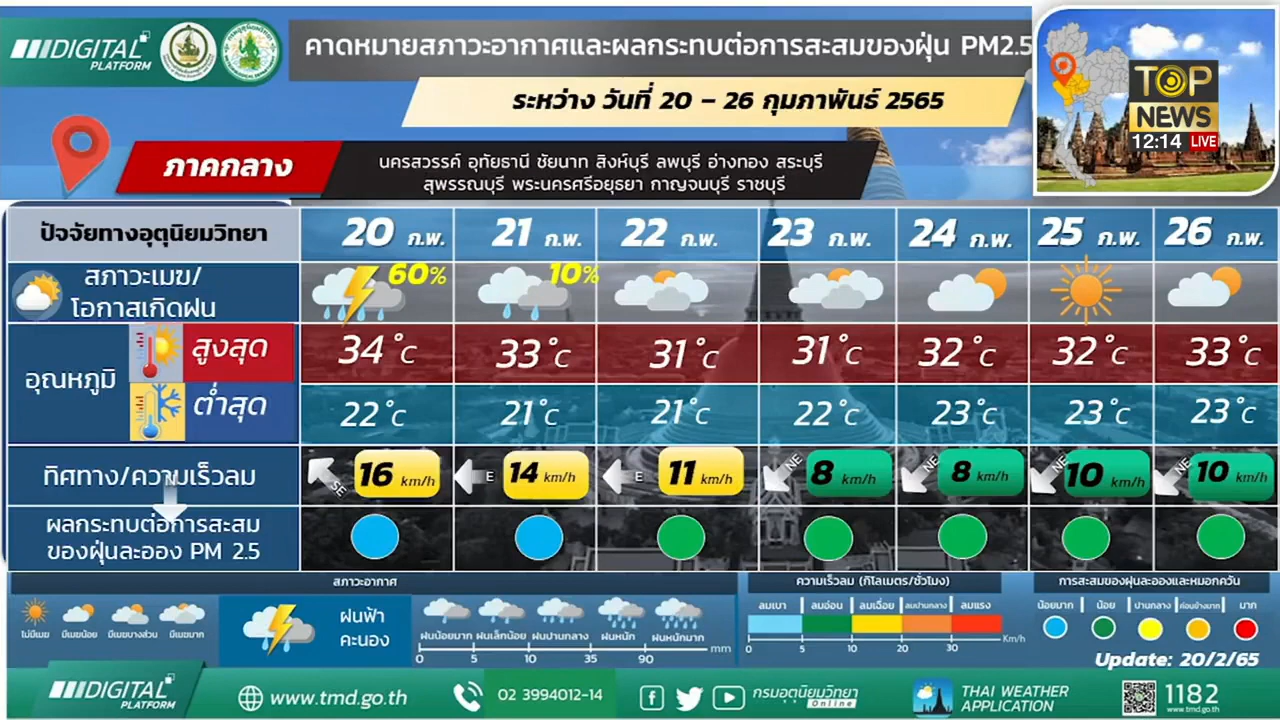 DIGITAL
PLATFORM
คาดหมายสภาวะอากาศและผลกระทบต่อการสะสมของฝุ่น PM2.5
ระหว่าง วันที่ 20 – 26 กุมภาพันธ์ 2565
TOP
NEWS
12:14 LIVE
ภาคกลาง
นครสวรรค์ อุทัยธานี ชัยนาท สิงห์บุรี ลพบุรี อ่างทอง สระบุรี
สุพรรณบุรี พระนครศรีอยุธยา กาญจนบุรี ราชบุรี
ปัจจัยทางอุตุนิยมวิทยา 20 ก.พ. 21 ก.พ. 22 ก.พ. 23 ก.พ. 24 ก.พ. 25 ก.พ. 26 ก.พ.
สภาวะเมฆ/
โอกาสเกิดฝน 60% 10%
อุณหภูมิ
สูงสุด 34 °C 33 °C 31 °C 31 °C 32 °C 32 °C 33 °C
ต่ำสุด 22 °C 21 °C 21 °C 22 °C 23 °C 23 °C 23 °C
ทิศทาง/ความเร็วลม SE 16 km/h E 14 km/h E 11 km/h NE 8 km/h NE 8 km/h NE 10 km/h NE 10 km/h
ผลกระทบต่อการสะสม
ของฝุ่นละออง PM 2.5
สภาวะอากาศ
ไม่มีเมฆ มีเมฆน้อย มีเมฆบางส่วน มีเมฆมาก
ฝนฟ้า
คะนอง
ฝนน้อยมาก ฝนเล็กน้อย ฝนปานกลาง ฝนหนัก ฝนหนักมาก
0 5 10 35 90 mm
ความเร็วลม (กิโลเมตร/ชั่วโมง)
ลมเบา ลมอ่อน ลมเฉื่อย ลมปานกลาง ลมแรง
0 5 10 20 30 Km/h
การสะสมของฝุ่นละอองและหมอกควัน
น้อยมาก น้อย ปานกลาง ค่อนข้างมาก มาก
Update: 20/2/65
DIGITAL
PLATFORM
www.tmd.go.th
02 3994012-14
กรมอุตุนิยมวิทยา
Online
THAI WEATHER
APPLICATION
1182
www.tmd.go.th